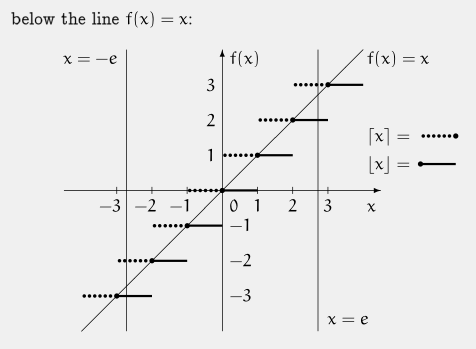 below the line f(x) = x:
x = −e f(x) f(x) = x
3
2
⌈x⌉ =
1
⌊x⌋ =
−3 −2 −1 0 1 2 3 x
−1
−2
−3
x = e